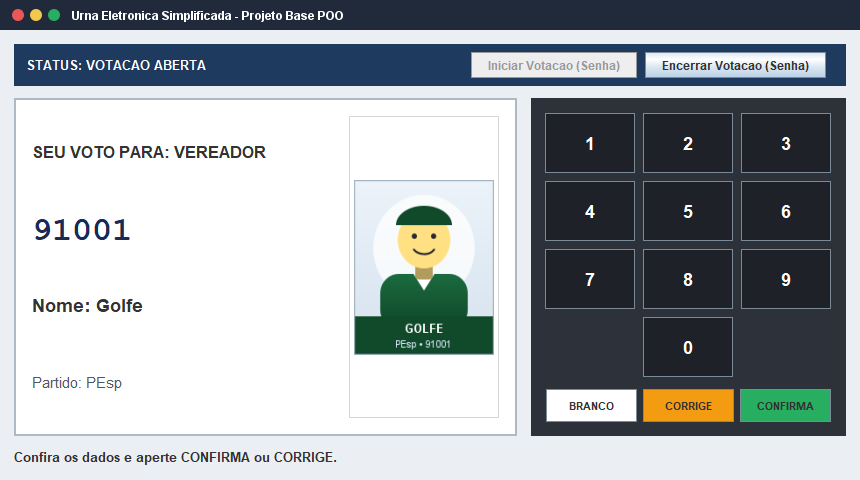 Urna Eletronica Simplificada - Projeto Base POO
STATUS: VOTACAO ABERTA
Iniciar Votacao (Senha)
Encerrar Votacao (Senha)
SEU VOTO PARA: VEREADOR
91001
Nome: Golfe
Partido: PEsp
GOLFE
PEsp • 91001
1
2
3
4
5
6
7
8
9
0
BRANCO
CORRIGE
CONFIRMA
Confira os dados e aperte CONFIRMA ou CORRIGE.